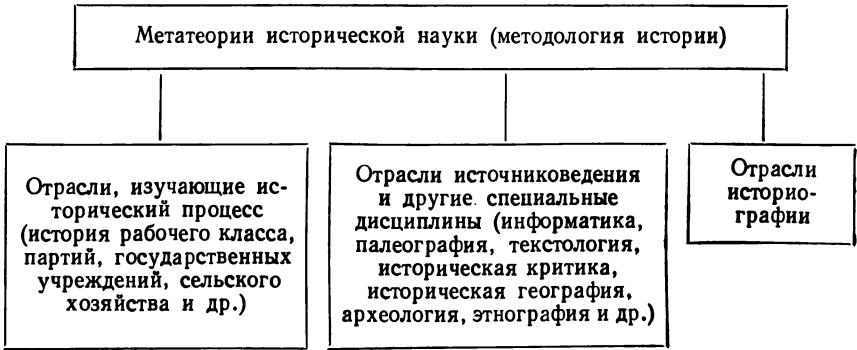 Метатеории исторической науки (методология истории)
Отрасли, изучающие ис-
торический процесс
(история рабочего класса,
партий, государственных
учреждений, сельского
хозяйства и др.)
Отрасли источниковедения
и другие специальные
дисциплины (информатика,
палеография, текстология,
историческая критика,
историческая география,
археология, этнография и др.)
Отрасли
историо-
графии